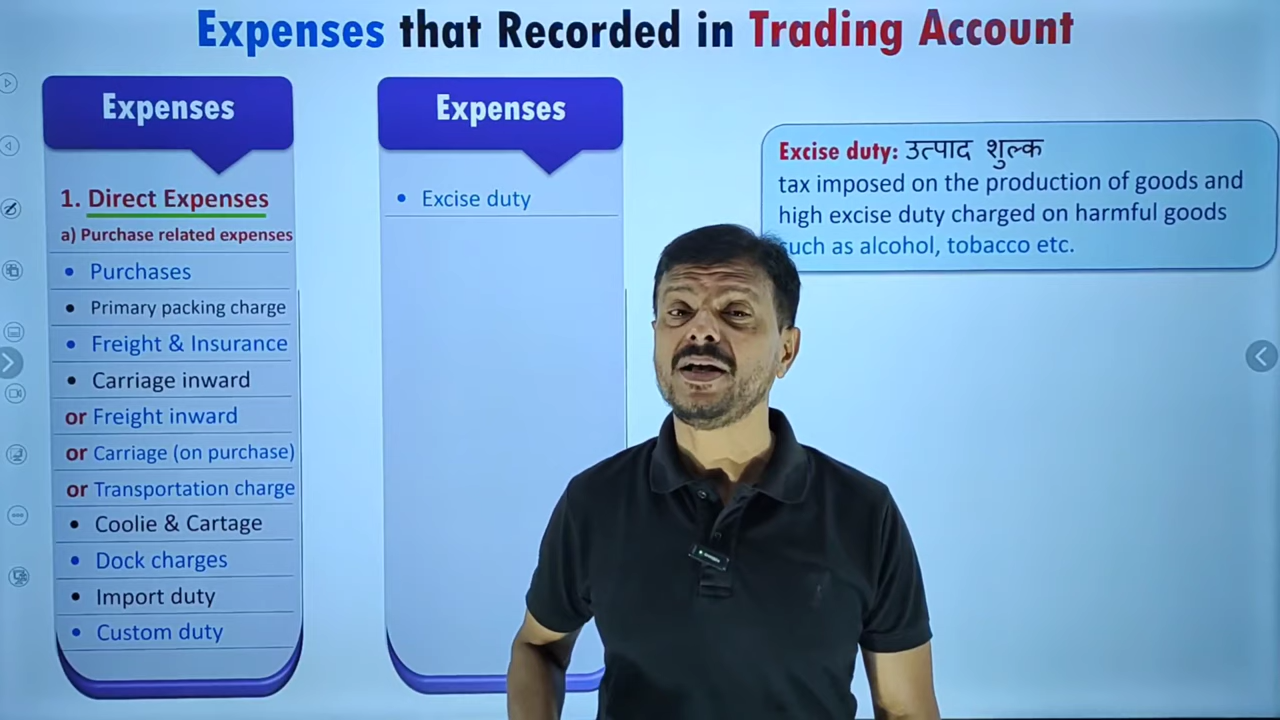 Expenses that Recorded in Trading Account
Expenses
1. Direct Expenses
a) Purchase related expenses
• Purchases
• Primary packing charge
• Freight & Insurance
• Carriage inward
or Freight inward
or Carriage (on purchase)
or Transportation charge
• Coolie & Cartage
• Dock charges
• Import duty
• Custom duty
Expenses
• Excise duty
Excise duty: उत्पाद शुल्क
tax imposed on the production of goods and
high excise duty charged on harmful goods
such as alcohol, tobacco etc.